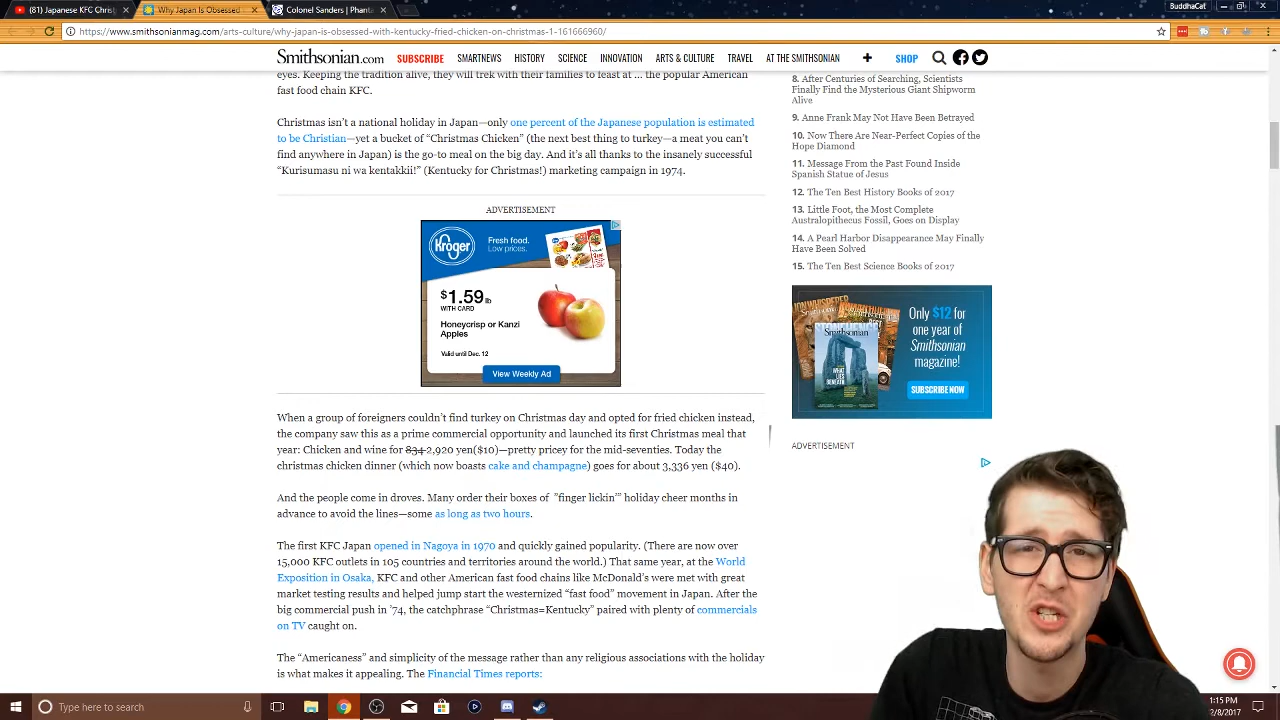 (81) Japanese KFC Christ
Why Japan Is Obsessed
Colonel Sanders | Phanta
BuddhaCat
https://www.smithsonianmag.com/arts-culture/why-japan-is-obsessed-with-kentucky-fried-chicken-on-christmas-1-161666960/
Smithsonian.com
SUBSCRIBE
SMARTNEWS
HISTORY
SCIENCE
INNOVATION
ARTS & CULTURE
TRAVEL
AT THE SMITHSONIAN
SHOP
eyes. Keeping the tradition alive, they will trek with their families to feast at ... the popular American
fast food chain KFC.
Christmas isn't a national holiday in Japan—only one percent of the Japanese population is estimated
to be Christian—yet a bucket of "Christmas Chicken" (the next best thing to turkey—a meat you can't
find anywhere in Japan) is the go-to meal on the big day. And it's all thanks to the insanely successful
"Kurisumasu ni wa kentakkii!" (Kentucky for Christmas!) marketing campaign in 1974.
ADVERTISEMENT
Kroger
Fresh food.
Low prices.
$1.59 lb
WITH CARD
Honeycrisp or Kanzi
Apples
Valid until Dec. 12
View Weekly Ad
When a group of foreigners couldn't find turkey on Christmas day and opted for fried chicken instead,
the company saw this as a prime commercial opportunity and launched its first Christmas meal that
year: Chicken and wine for 834 2,920 yen($10)—pretty pricey for the mid-seventies. Today the
christmas chicken dinner (which now boasts cake and champagne) goes for about 3,336 yen ($40).
And the people come in droves. Many order their boxes of "finger lickin'" holiday cheer months in
advance to avoid the lines—some as long as two hours.
The first KFC Japan opened in Nagoya in 1970 and quickly gained popularity. (There are now over
15,000 KFC outlets in 105 countries and territories around the world.) That same year, at the World
Exposition in Osaka, KFC and other American fast food chains like McDonald's were met with great
market testing results and helped jump start the westernized "fast food" movement in Japan. After the
big commercial push in '74, the catchphrase "Christmas=Kentucky" paired with plenty of commercials
on TV caught on.
The "Americaness" and simplicity of the message rather than any religious associations with the holiday
is what makes it appealing. The Financial Times reports:
8. After Centuries of Searching, Scientists
Finally Find the Mysterious Giant Shipworm
Alive
9. Anne Frank May Not Have Been Betrayed
10. Now There Are Near-Perfect Copies of the
Hope Diamond
11. Message From the Past Found Inside
Spanish Statue of Jesus
12. The Ten Best History Books of 2017
13. Little Foot, the Most Complete
Australopithecus Fossil, Goes on Display
14. A Pearl Harbor Disappearance May Finally
Have Been Solved
15. The Ten Best Science Books of 2017
Smithsonian
Only $12 for
one year of
Smithsonian
magazine!
SUBSCRIBE NOW
ADVERTISEMENT
Type here to search
1:15 PM
12/8/2017